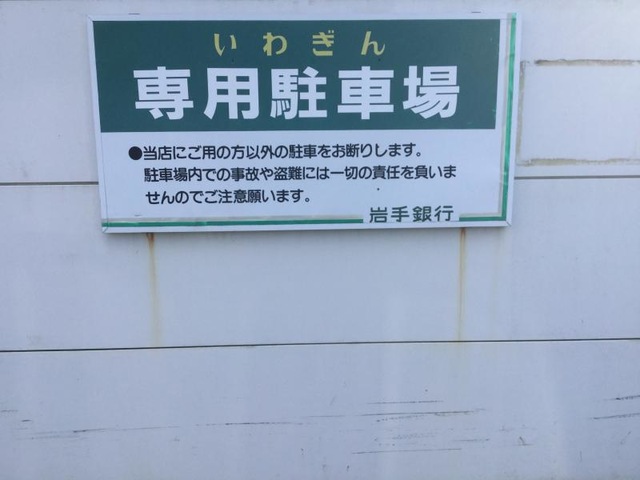 いわぎん
専用駐車場
●当店にご用の方以外の駐車をお断りします。
駐車場内での事故や盗難には一切の責任を負いま
せんのでご注意願います。
岩手銀行